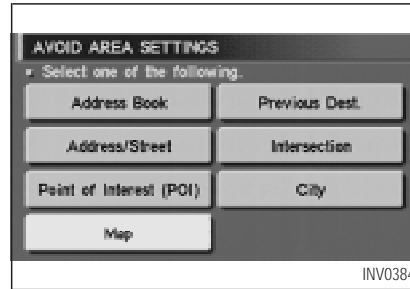 AVOID AREA SETTINGS
Select one of the following.
Address Book
Previous Dest.
Address/Street
Intersection
Point of Interest (POI)
City
Map
INV0384